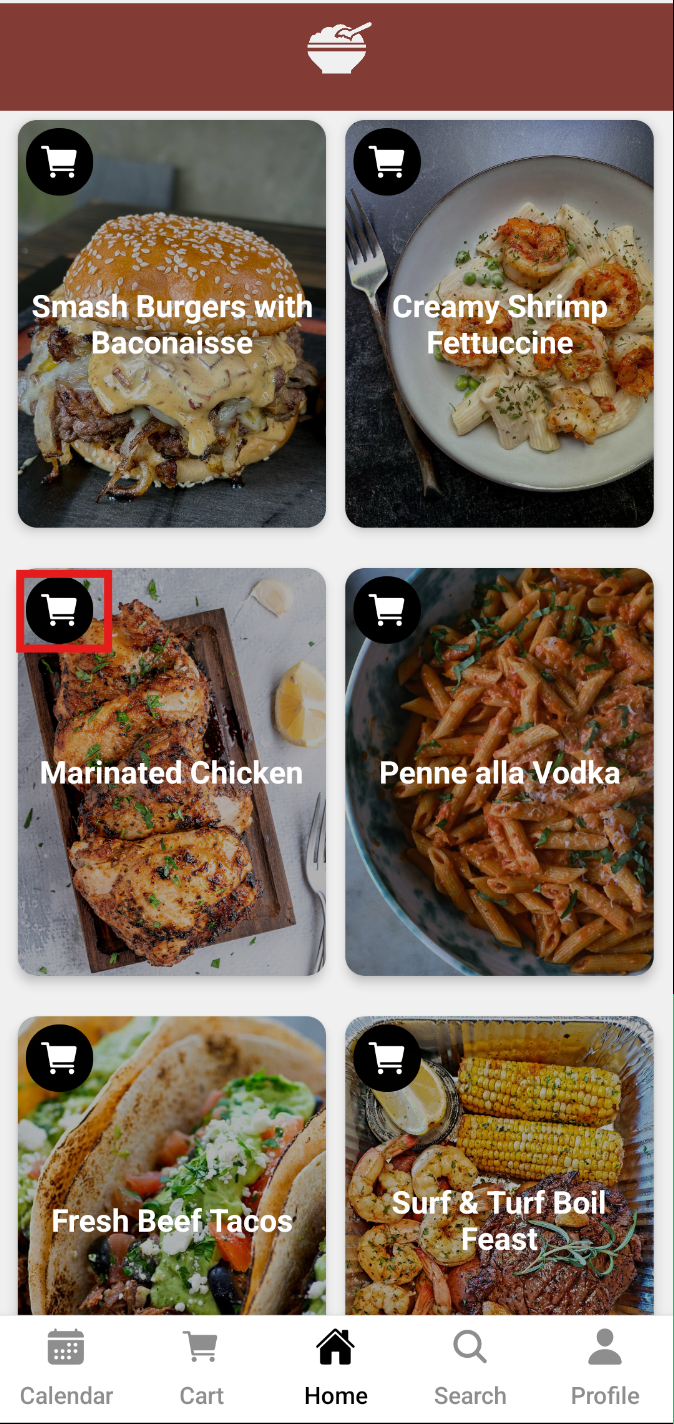 Smash Burgers with
Baconaisse
Creamy Shrimp
Fettuccine
Marinated Chicken
Penne alla Vodka
Fresh Beef Tacos
Surf & Turf Boil
Feast
Calendar
Cart
Home
Search
Profile